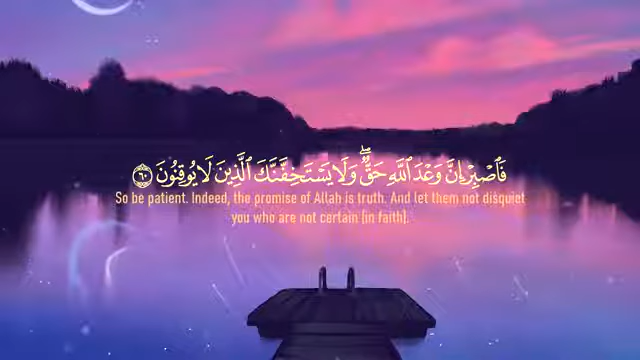 فَٱصْبِرْ إِنَّ وَعْدَ ٱللَّهِ حَقٌّ ۖ وَلَا يَسْتَخِفَّنَّكَ ٱلَّذِينَ لَا يُوقِنُونَ ۝٦٠
So be patient. Indeed, the promise of Allah is truth. And let them not disquiet
you who are not certain [in faith].